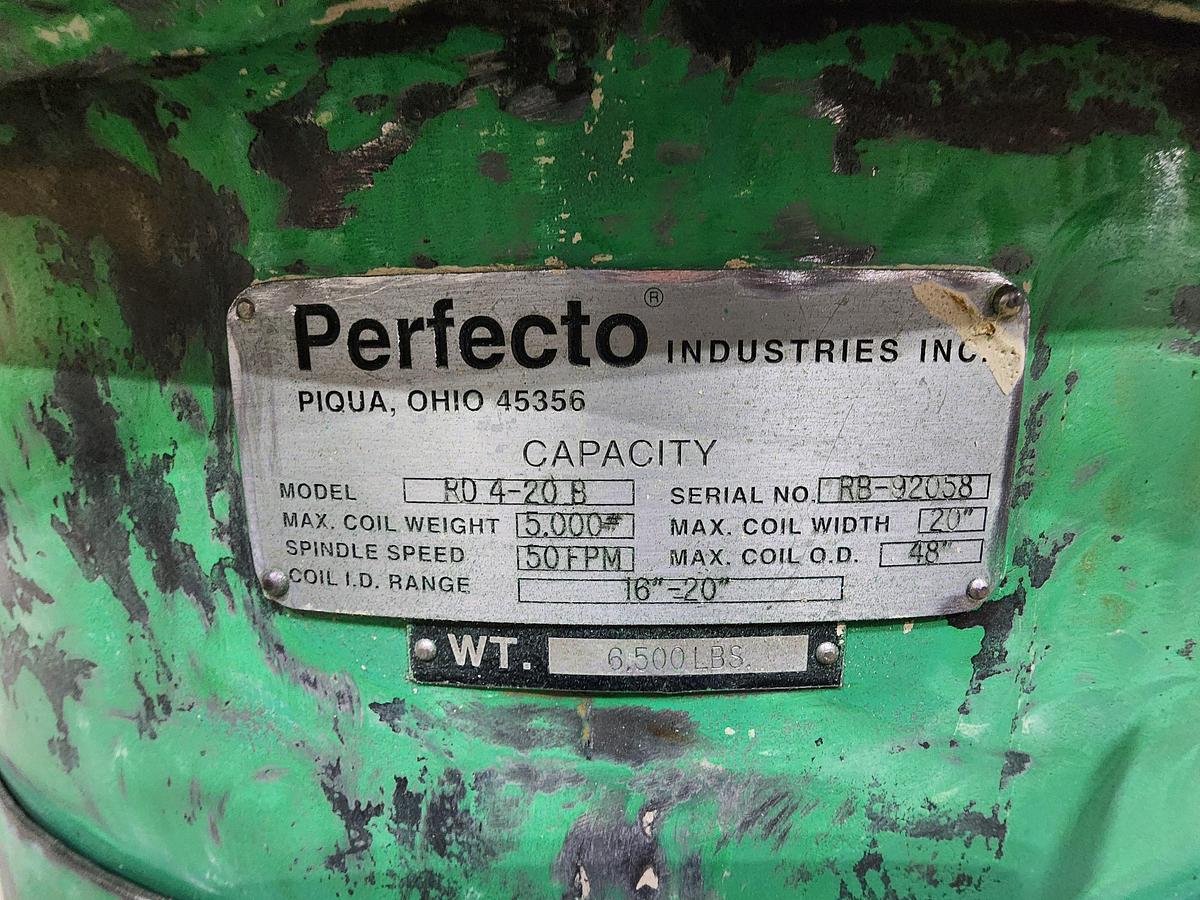 Perfecto® INDUSTRIES INC.
PIQUA, OHIO 45356
CAPACITY
MODEL RD 4-20 B SERIAL NO. RB-92058
MAX. COIL WEIGHT 5,000# MAX. COIL WIDTH 20"
SPINDLE SPEED 50 FPM MAX. COIL O.D. 48"
COIL I.D. RANGE 16"-20"
WT. 6,500 LBS.